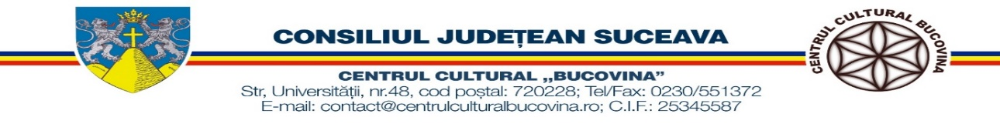 CONSILIUL JUDEȚEAN SUCEAVA
CENTRUL CULTURAL „BUCOVINA”
Str, Universității, nr.48, cod poștal: 720228; Tel/Fax: 0230/551372
E-mail: contact@centrulculturalbucovina.ro; C.I.F.: 25345587
CENTRUL CULTURAL BUCOVINA